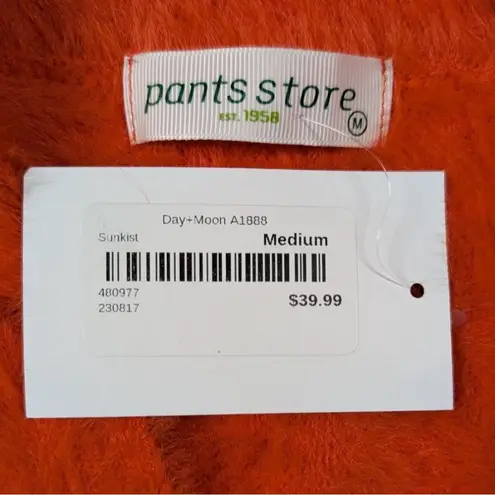 pants store
EST. 1958
M
Day+Moon A1888
Sunkist Medium
480977
230817 $39.99